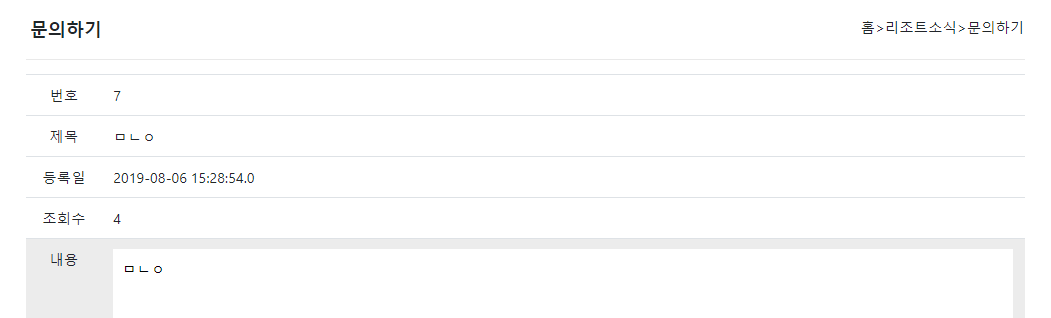 문의하기
홈>리조트소식>문의하기
번호 7
제목 ㅁㄴㅇ
등록일 2019-08-06 15:28:54.0
조회수 4
내용
ㅁㄴㅇ